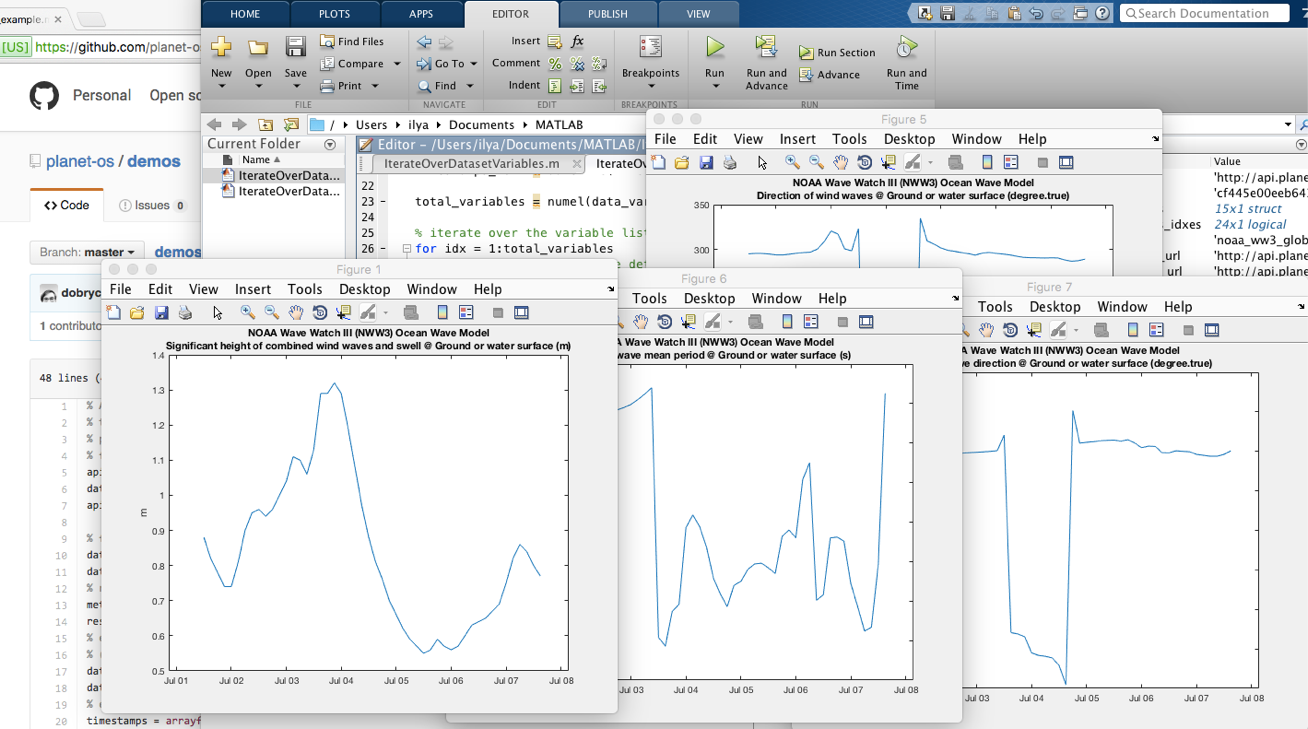 _example.m
[US] https://github.com/planet-os
Personal Open so
planet-os / demos
Code Issues 0
Branch: master demos
dobryc
1 contributo
48 lines (
1 %
2 %
3 %
4 %
5 api
6 dat
7 api
8
9 %
10 dat
11 dat
12 %
13 met
14 res
15 %
16 %
17 dat
18 dat
19 %
20 timestamps = arrayf
HOME PLOTS APPS EDITOR PUBLISH VIEW
Search Documentation
New Open Save
Find Files
Compare
Print
FILE
Go To
Find
NAVIGATE
Insert fx
Comment
Indent
EDIT
Breakpoints
BREAKPOINTS
Run
Run and Advance
Run Section
Advance
Run and Time
RUN
/ Users ilya Documents MATLAB
Current Folder
Name
IterateOverData...
IterateOverData...
Editor - /Users/ilya/Documents/MATLAB/I
IterateOverDatasetVariables.m IterateOv
22
23 - total_variables = numel(data_va
24
25 % iterate over the variable list
26 - for idx = 1:total_variables
Value
'http://api.plane
'cf445e00eeb64
15x1 struct
_idxes 24x1 logical
'noaa_ww3_glob
_url 'http://api.plane
_url 'http://api.plane
Figure 5
File Edit View Insert Tools Desktop Window Help
NOAA Wave Watch III (NWW3) Ocean Wave Model
Direction of wind waves @ Ground or water surface (degree.true)
350
300
Figure 1
File Edit View Insert Tools Desktop Window Help
NOAA Wave Watch III (NWW3) Ocean Wave Model
Significant height of combined wind waves and swell @ Ground or water surface (m)
1.4
1.3
1.2
1.1
1
0.9
0.8
0.7
0.6
0.5
m
Jul 01 Jul 02 Jul 03 Jul 04 Jul 05 Jul 06 Jul 07 Jul 08
Figure 6
Tools Desktop Window Help
A Wave Watch III (NWW3) Ocean Wave Model
wave mean period @ Ground or water surface (s)
Jul 03 Jul 04 Jul 05 Jul 06 Jul 07 Jul 08
Figure 7
Tools Desktop Window Help
A Wave Watch III (NWW3) Ocean Wave Model
ve direction @ Ground or water surface (degree.true)
Jul 03 Jul 04 Jul 05 Jul 06 Jul 07 Jul 08